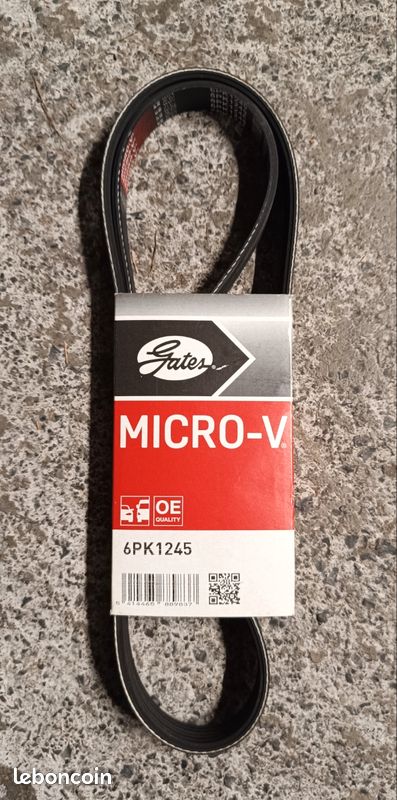 Gates®
MICRO-V®
OE
QUALITY
6PK1245
leboncoin